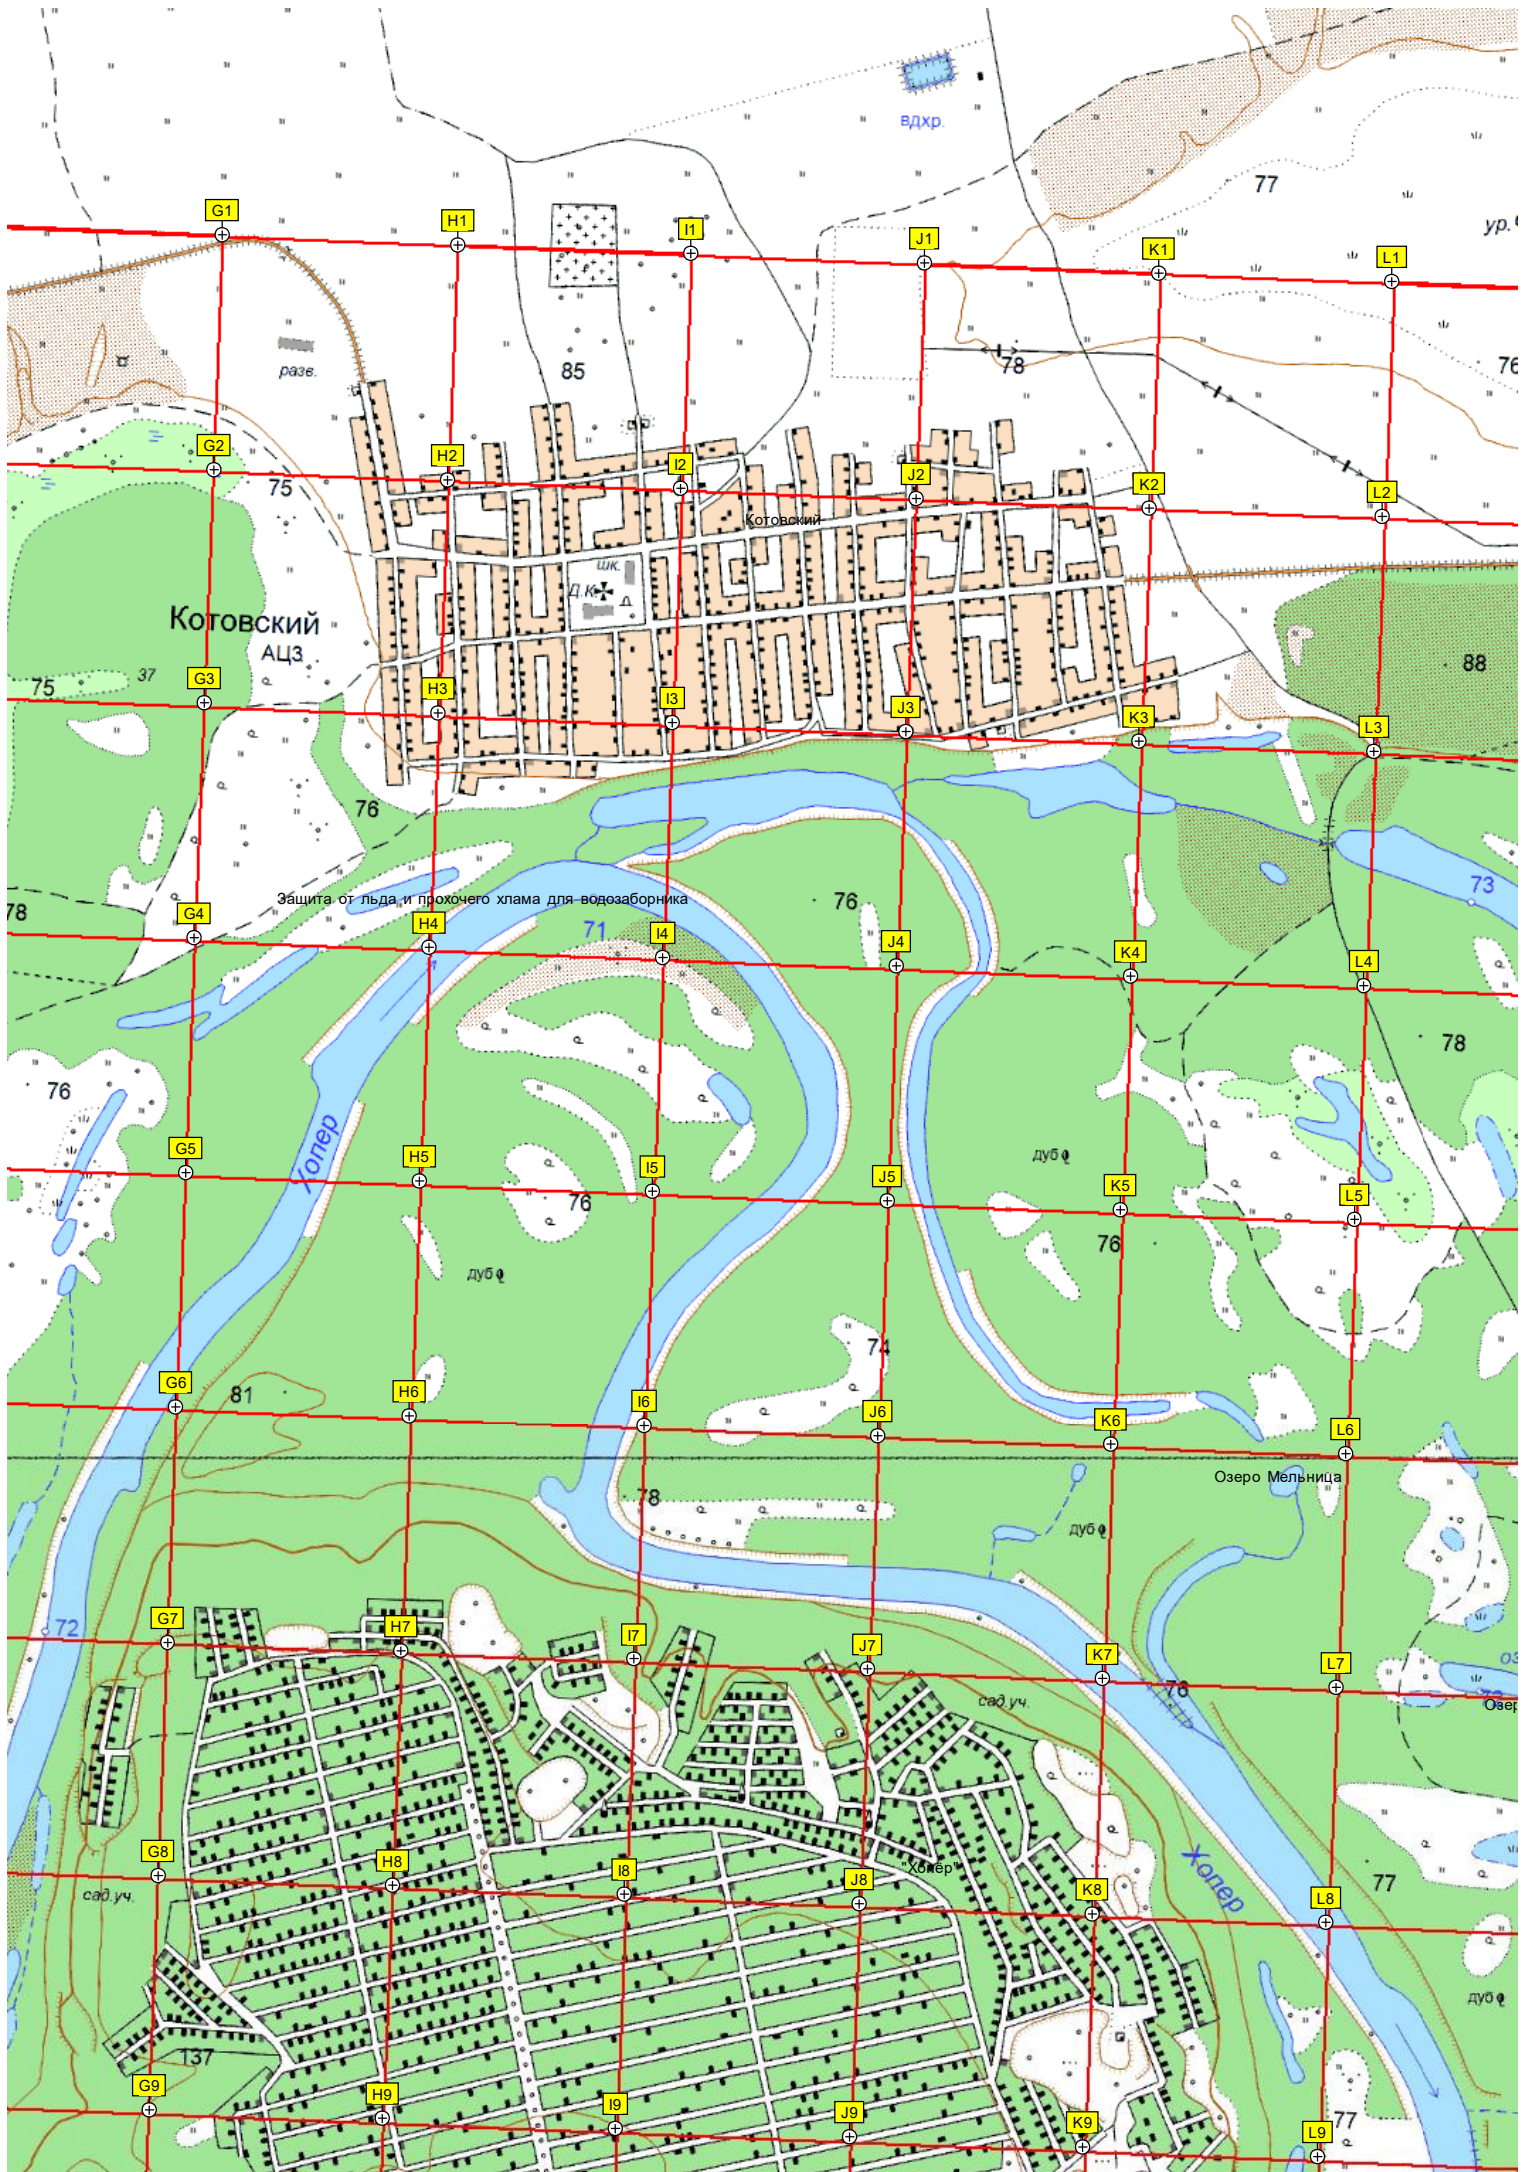 вдхр.
77
ур.
G1
H1
I1
J1
K1
L1
разв.
85
78
76
G2
H2
I2
J2
K2
L2
75
Котовский
шк.
Д.К.
Котовский
АЦЗ
88
75
37
G3
H3
I3
J3
K3
L3
76
73
Защита от льда и прохочего хлама для водозаборника
76
78
G4
H4
71
I4
J4
K4
L4
78
76
Хопер
дуб
G5
H5
I5
J5
K5
L5
76
76
дуб
74
G6
81
H6
I6
J6
K6
L6
Озеро Мельница
78
дуб
72
G7
H7
I7
J7
K7
L7
78
сад.уч.
Озер
G8
H8
I8
"Хопёр"
J8
K8
Хопер
77
L8
сад.уч.
дуб
137
G9
H9
I9
J9
K9
77
L9